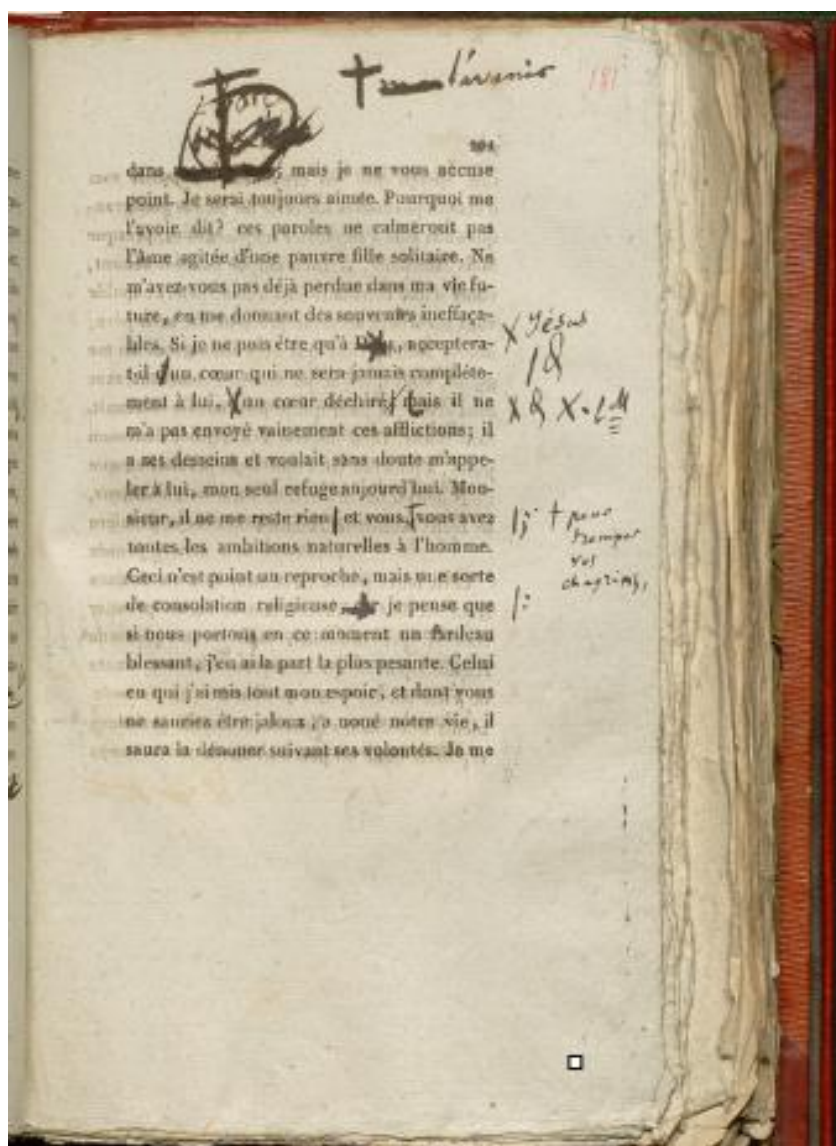 l'avenir
181
201
dans mais je ne vous accuse
point. Je serai toujours aimée. Pourquoi me
l'avoir dit? ces paroles ne calmeront pas
l'âme agitée d'une pauvre fille solitaire. Ne
m'avez-vous pas déjà perdue dans ma vie fu-
ture, en me donnant des souvenirs ineffaça-
bles. Si je ne puis être qu'à acceptera-
Jésus
t-il un cœur qui ne sera jamais complète-
ment à lui, un cœur déchiré, mais il ne
m'a pas envoyé vainement ces afflictions; il
a ses desseins et voulait sans doute m'appe-
ler à lui, mon seul refuge aujourd'hui. Mon-
sieur, il ne me reste rien et vous, vous avez
pour
tromper
vos
chagrins,
toutes les ambitions naturelles à l'homme.
Ceci n'est point un reproche, mais une sorte
de consolation religieuse je pense que
si nous portons en ce moment un fardeau
blessant, j'en ai la part la plus pesante. Celui
en qui j'ai mis tout mon espoir, et dont vous
ne sauriez être jaloux, a noué notre vie, il
saura la dénouer suivant ses volontés. Je me